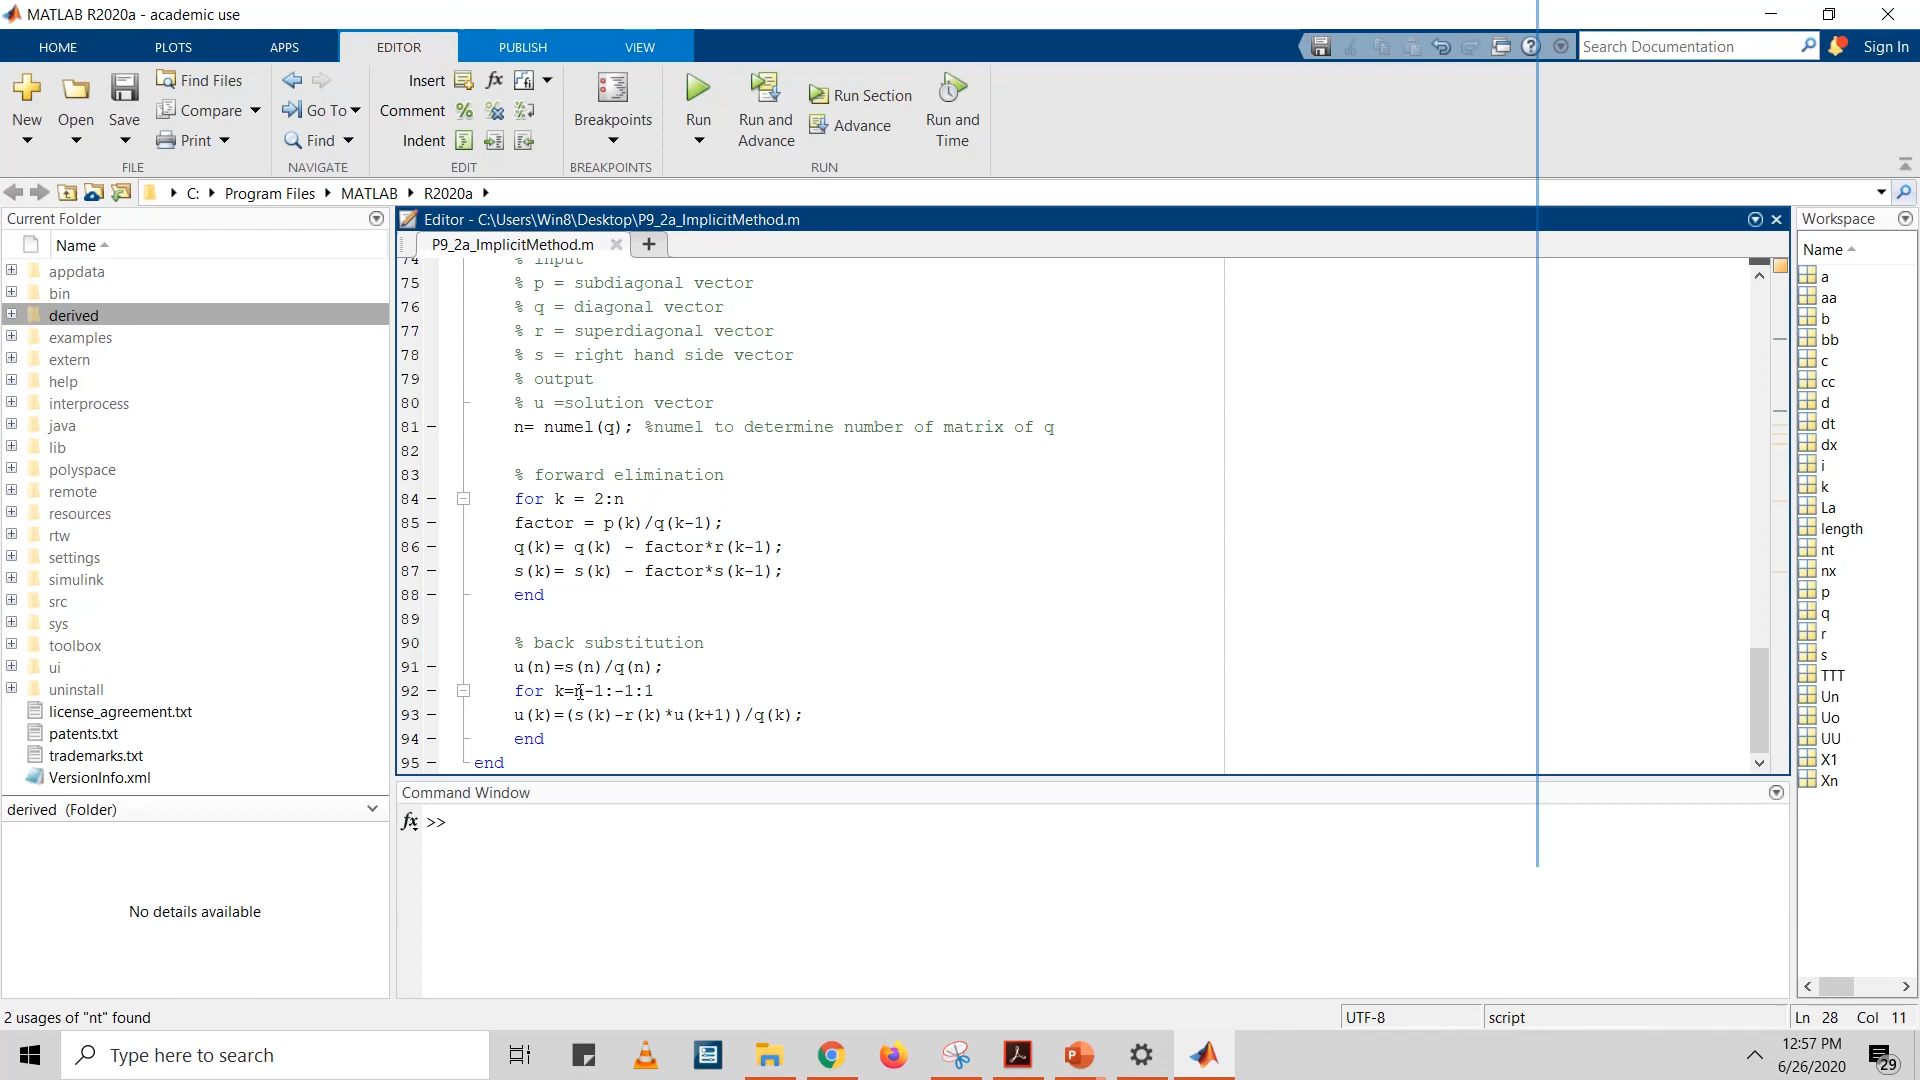 MATLAB R2020a - academic use
HOME PLOTS APPS EDITOR PUBLISH VIEW
Search Documentation
Sign In
New
Open
Save
Find Files
Compare
Print
FILE
Go To
Find
NAVIGATE
Insert
Comment
Indent
EDIT
Breakpoints
BREAKPOINTS
Run
Run and Advance
Run Section
Advance
Run and Time
RUN
C: Program Files MATLAB R2020a
Current Folder
Name
appdata
bin
derived
examples
extern
help
interprocess
java
lib
polyspace
remote
resources
rtw
settings
simulink
src
sys
toolbox
ui
uninstall
license_agreement.txt
patents.txt
trademarks.txt
VersionInfo.xml
derived (Folder)
No details available
Editor - C:\Users\Win8\Desktop\P9_2a_ImplicitMethod.m
P9_2a_ImplicitMethod.m
74 % input
75 % p = subdiagonal vector
76 % q = diagonal vector
77 % r = superdiagonal vector
78 % s = right hand side vector
79 % output
80 % u =solution vector
81 n= numel(q); %numel to determine number of matrix of q
82
83 % forward elimination
84 for k = 2:n
85 factor = p(k)/q(k-1);
86 q(k)= q(k) - factor*r(k-1);
87 s(k)= s(k) - factor*s(k-1);
88 end
89
90 % back substitution
91 u(n)=s(n)/q(n);
92 for k=n-1:-1:1
93 u(k)=(s(k)-r(k)*u(k+1))/q(k);
94 end
95 end
Command Window
fx >>
Workspace
Name
a
aa
b
bb
c
cc
d
dt
dx
i
k
La
length
nt
nx
p
q
r
s
TTT
Un
Uo
UU
X1
Xn
2 usages of "nt" found
UTF-8
script
Ln 28 Col 11
Type here to search
12:57 PM
6/26/2020
29